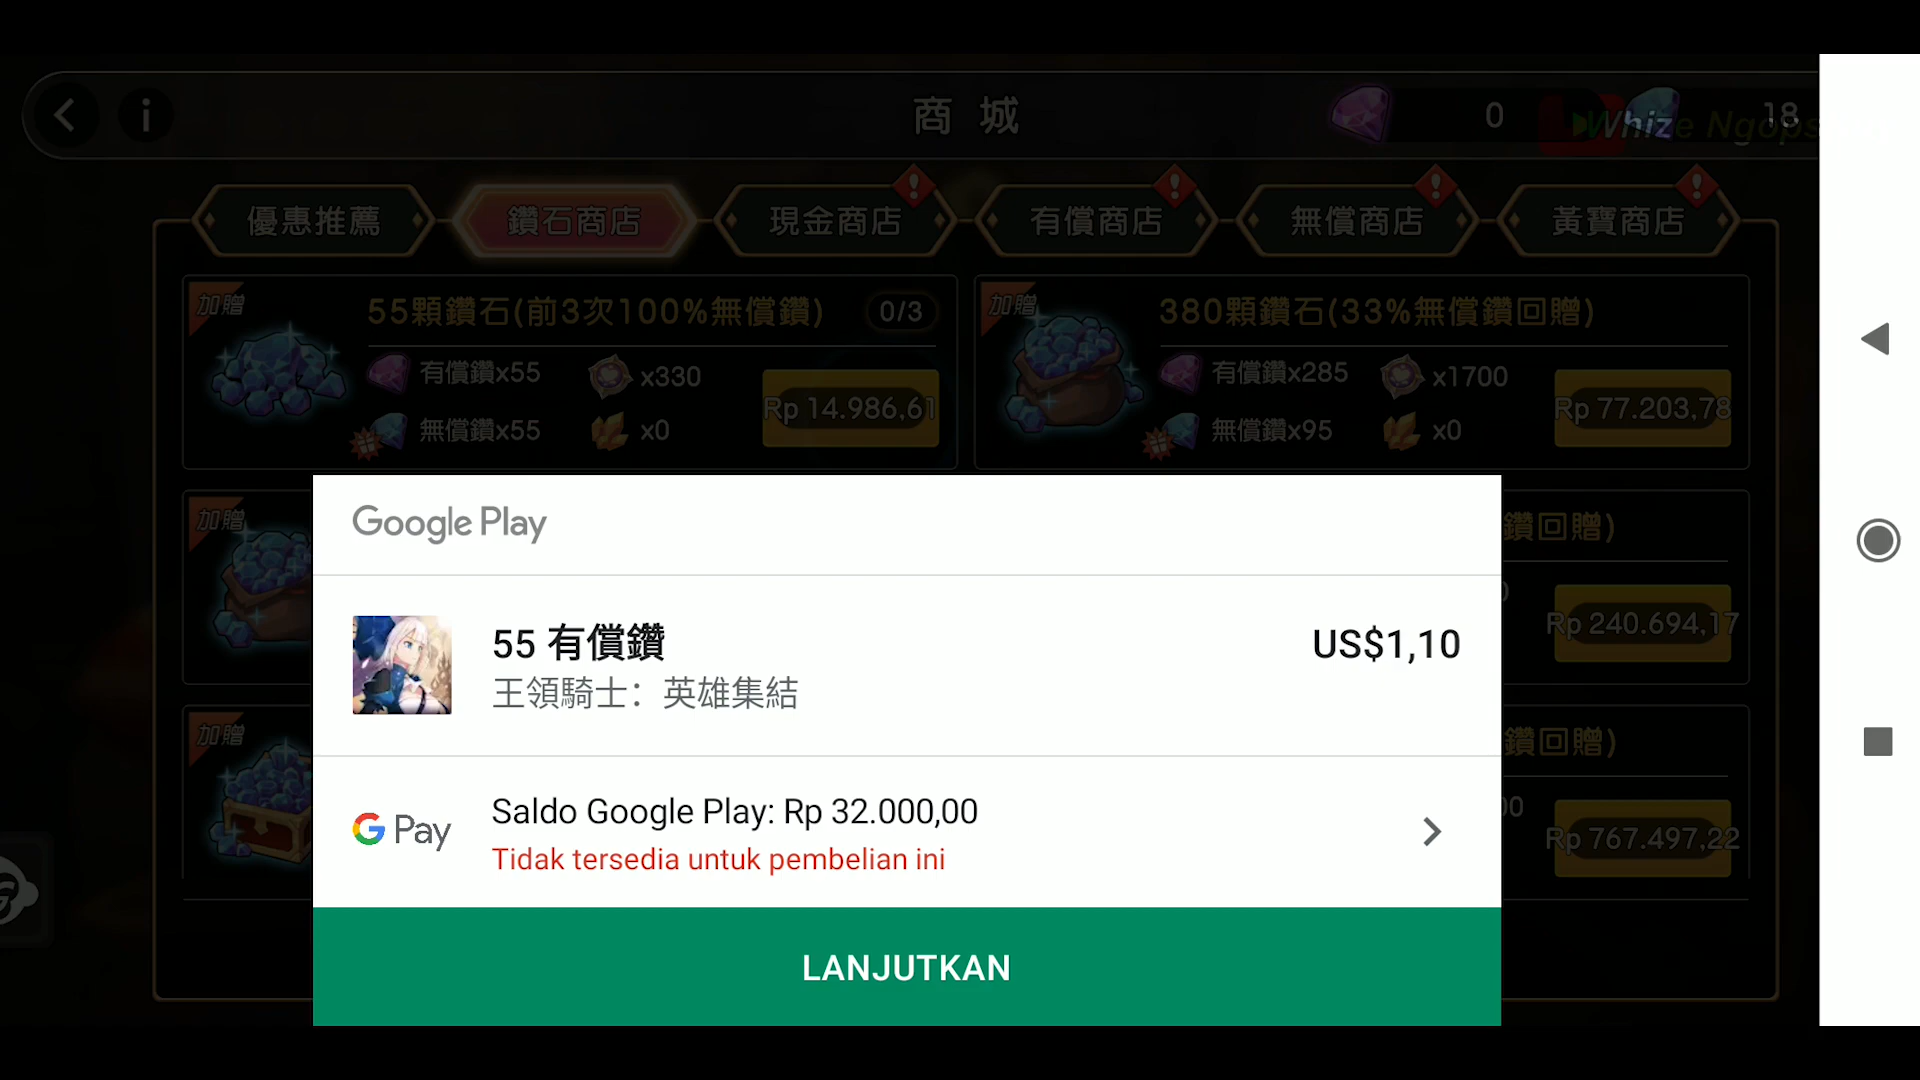 商 城
0
18
Whize Ngops
優惠推薦
鑽石商店
現金商店
有償商店
無償商店
黃寶商店
加贈
55顆鑽石(前3次100%無償鑽)
0/3
有償鑽x55
x330
無償鑽x55
x0
Rp 14.986,61
加贈
380顆鑽石(33%無償鑽回贈)
有償鑽x285
x1700
無償鑽x95
x0
Rp 77.203,78
加贈
鑽回贈)
Rp 240.694,17
加贈
鑽回贈)
Rp 767.497,22
Google Play
55 有償鑽
US$1,10
王領騎士：英雄集結
G Pay
Saldo Google Play: Rp 32.000,00
Tidak tersedia untuk pembelian ini
LANJUTKAN